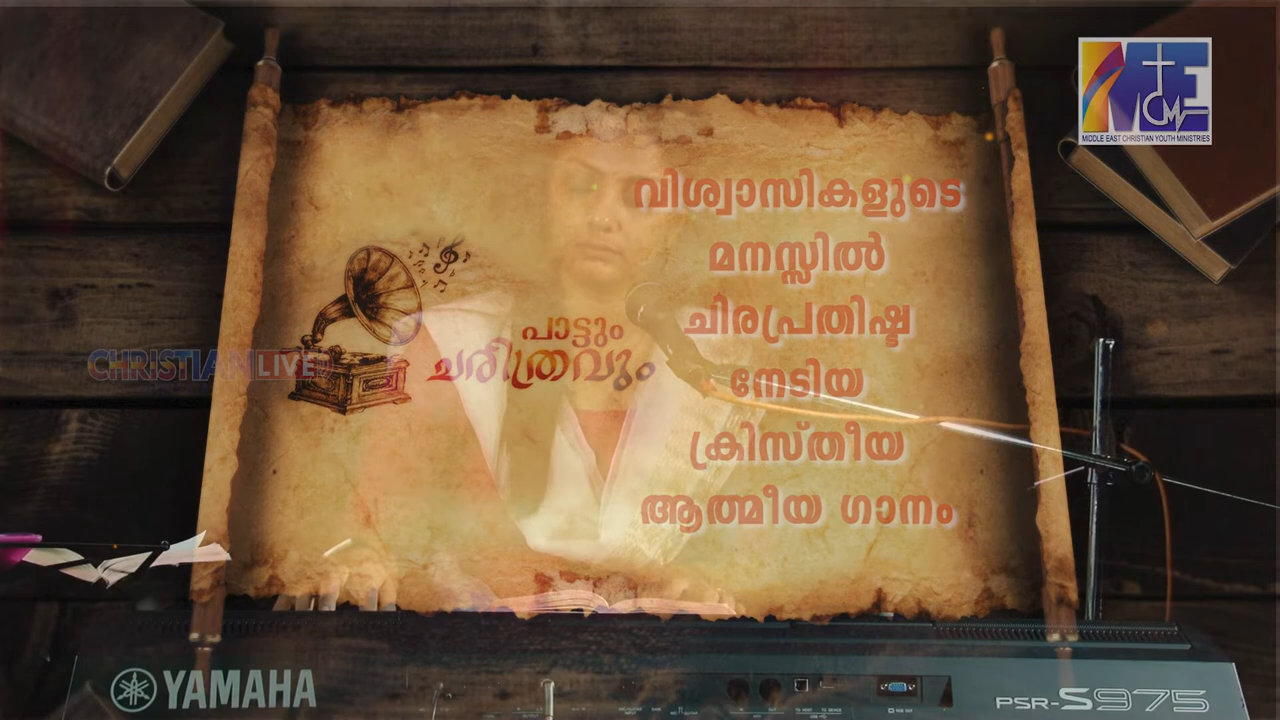 MIDDLE EAST CHRISTIAN YOUTH MINISTRIES
വിശ്വാസികളുടെ
മനസ്സിൽ
ചിരപ്രതിഷ്ട
നേടിയ
ക്രിസ്തീയ
ആത്മീയ ഗാനം
പാട്ടും
ചരിത്രവും
CHRISTIAN LIVE
YAMAHA
PSR-S975